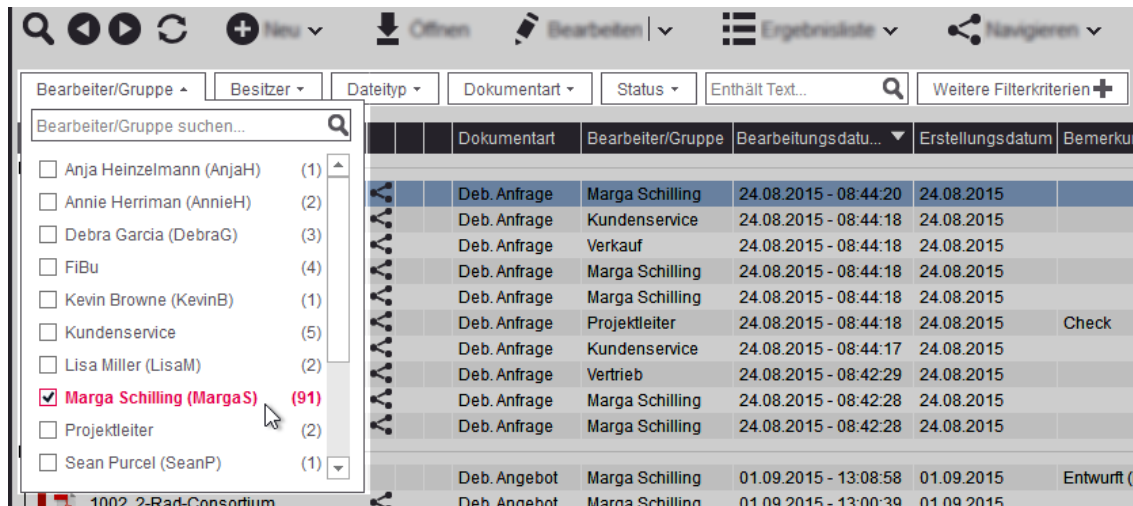 Neu
Öffnen
Bearbeiten
Ergebnisliste
Navigieren
Bearbeiter/Gruppe
Besitzer
Dateityp
Dokumentart
Status
Enthält Text...
Weitere Filterkriterien
Bearbeiter/Gruppe suchen...
Anja Heinzelmann (AnjaH) (1)
Annie Herriman (AnnieH) (2)
Debra Garcia (DebraG) (3)
FiBu (4)
Kevin Browne (KevinB) (1)
Kundenservice (5)
Lisa Miller (LisaM) (2)
Marga Schilling (MargaS) (91)
Projektleiter (2)
Sean Purcel (SeanP) (1)
Dokumentart Bearbeiter/Gruppe Bearbeitungsdatu... Erstellungsdatum Bemerku
Deb. Anfrage Marga Schilling 24.08.2015 - 08:44:20 24.08.2015
Deb. Anfrage Kundenservice 24.08.2015 - 08:44:18 24.08.2015
Deb. Anfrage Verkauf 24.08.2015 - 08:44:18 24.08.2015
Deb. Anfrage Marga Schilling 24.08.2015 - 08:44:18 24.08.2015
Deb. Anfrage Marga Schilling 24.08.2015 - 08:44:18 24.08.2015
Deb. Anfrage Projektleiter 24.08.2015 - 08:44:18 24.08.2015 Check
Deb. Anfrage Kundenservice 24.08.2015 - 08:44:17 24.08.2015
Deb. Anfrage Vertrieb 24.08.2015 - 08:42:29 24.08.2015
Deb. Anfrage Marga Schilling 24.08.2015 - 08:42:28 24.08.2015
Deb. Anfrage Marga Schilling 24.08.2015 - 08:42:28 24.08.2015
Deb. Angebot Marga Schilling 01.09.2015 - 13:08:58 01.09.2015 Entwurft (
1002, 2-Rad-Consortium Deb. Angebot Marga Schilling 01.09.2015 - 13:00:39 01.09.2015